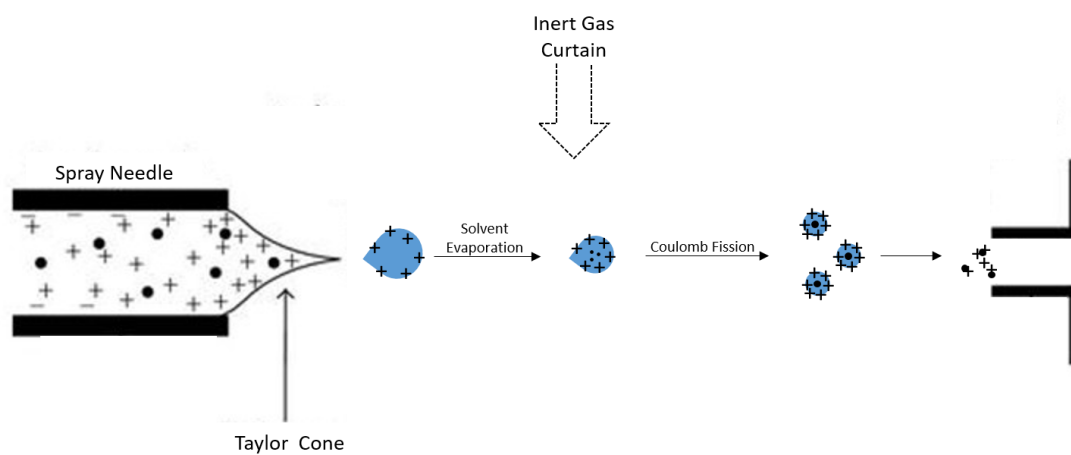 Inert Gas
Curtain
Spray Needle
Solvent
Evaporation
Coulomb Fission
Taylor Cone